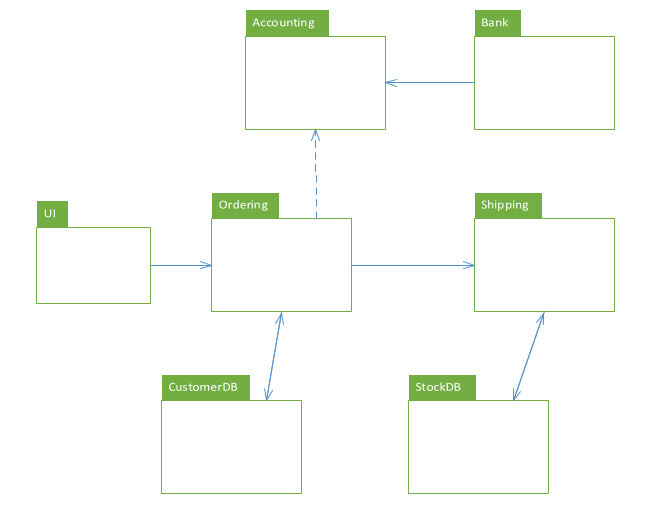 Accounting
Bank
UI
Ordering
Shipping
CustomerDB
StockDB